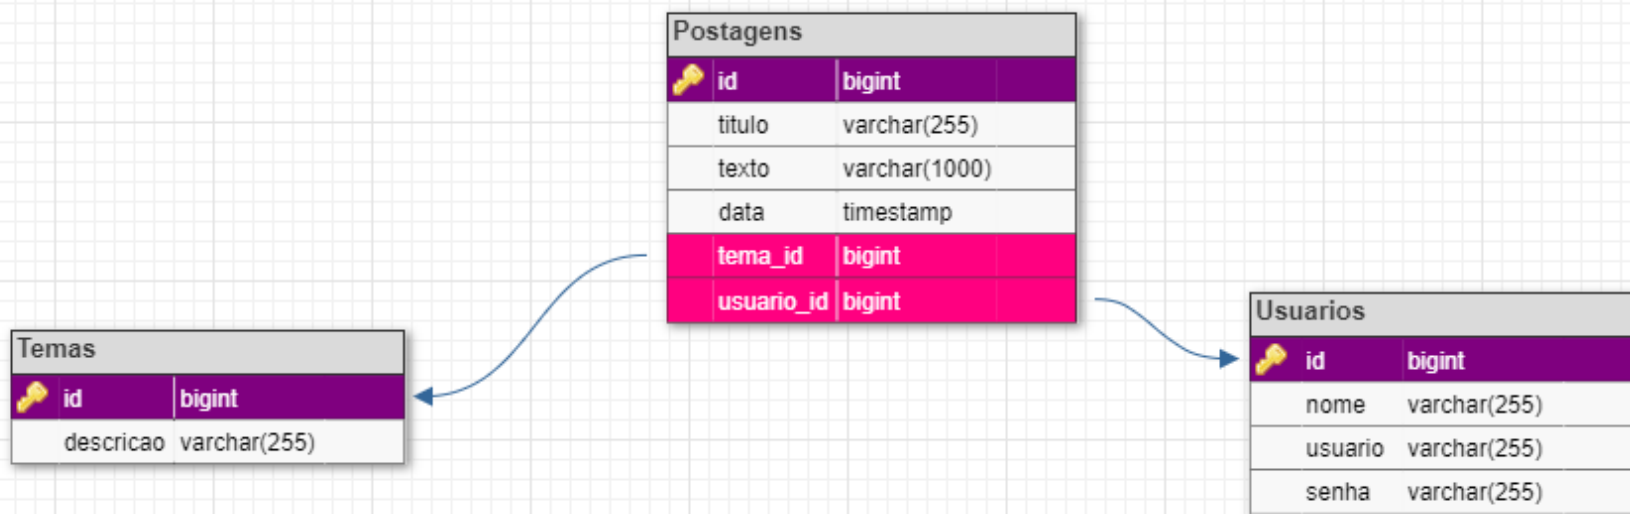 Postagens
id bigint
titulo varchar(255)
texto varchar(1000)
data timestamp
tema_id bigint
usuario_id bigint
Temas
id bigint
descricao varchar(255)
Usuarios
id bigint
nome varchar(255)
usuario varchar(255)
senha varchar(255)